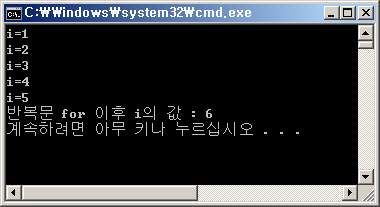 C:₩Windows₩system32₩cmd.exe
i=1
i=2
i=3
i=4
i=5
반복문 for 이후 i의 값 : 6
계속하려면 아무 키나 누르십시오 . . .